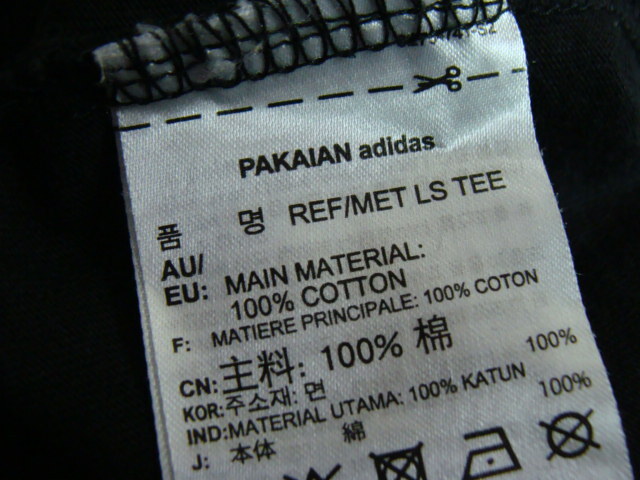 PAKAIAN adidas
품 명 REF/MET LS TEE
AU/
EU: MAIN MATERIAL:
100% COTTON
F: MATIERE PRINCIPALE: 100% COTON
CN: 主料: 100% 棉
KOR: 주소재: 면 100%
IND: MATERIAL UTAMA: 100% KATUN
J: 本体 綿 100%